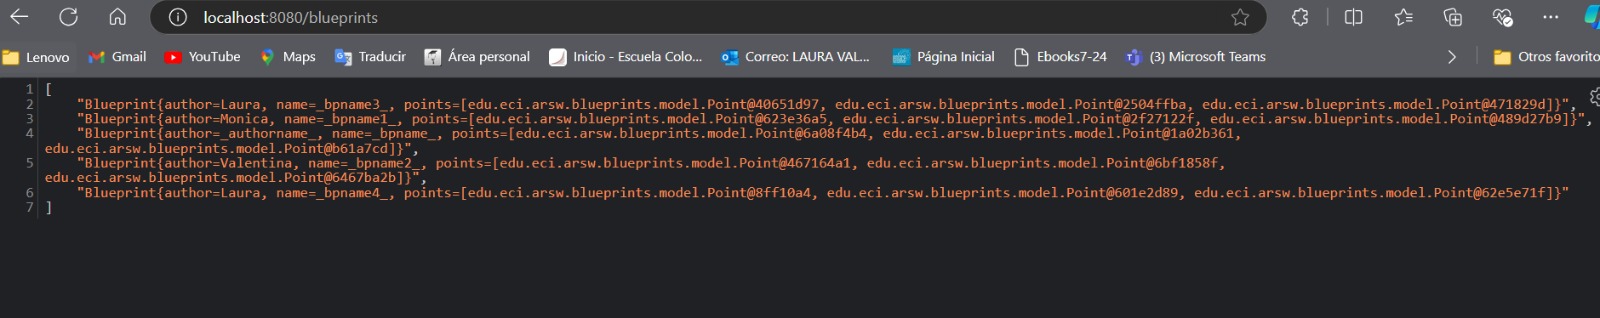 localhost:8080/blueprints
Lenovo Gmail YouTube Maps Traducir Área personal Inicio - Escuela Colo... Correo: LAURA VAL... Página Inicial Ebooks7-24 (3) Microsoft Teams Otros favorito
1 [
2 "Blueprint{author=Laura, name=_bpname3_, points=[edu.eci.arsw.blueprints.model.Point@40651d97, edu.eci.arsw.blueprints.model.Point@2504ffba, edu.eci.arsw.blueprints.model.Point@471829d]}",
3 "Blueprint{author=Monica, name=_bpname1_, points=[edu.eci.arsw.blueprints.model.Point@623e36a5, edu.eci.arsw.blueprints.model.Point@2f27122f, edu.eci.arsw.blueprints.model.Point@489d27b9]}",
4 "Blueprint{author=_authorname_, name=_bpname_, points=[edu.eci.arsw.blueprints.model.Point@6a08f4b4, edu.eci.arsw.blueprints.model.Point@1a02b361,
edu.eci.arsw.blueprints.model.Point@b61a7cd]}",
5 "Blueprint{author=Valentina, name=_bpname2_, points=[edu.eci.arsw.blueprints.model.Point@467164a1, edu.eci.arsw.blueprints.model.Point@6bf1858f,
edu.eci.arsw.blueprints.model.Point@6467ba2b]}",
6 "Blueprint{author=Laura, name=_bpname4_, points=[edu.eci.arsw.blueprints.model.Point@8ff10a4, edu.eci.arsw.blueprints.model.Point@601e2d89, edu.eci.arsw.blueprints.model.Point@62e5e71f]}"
7 ]